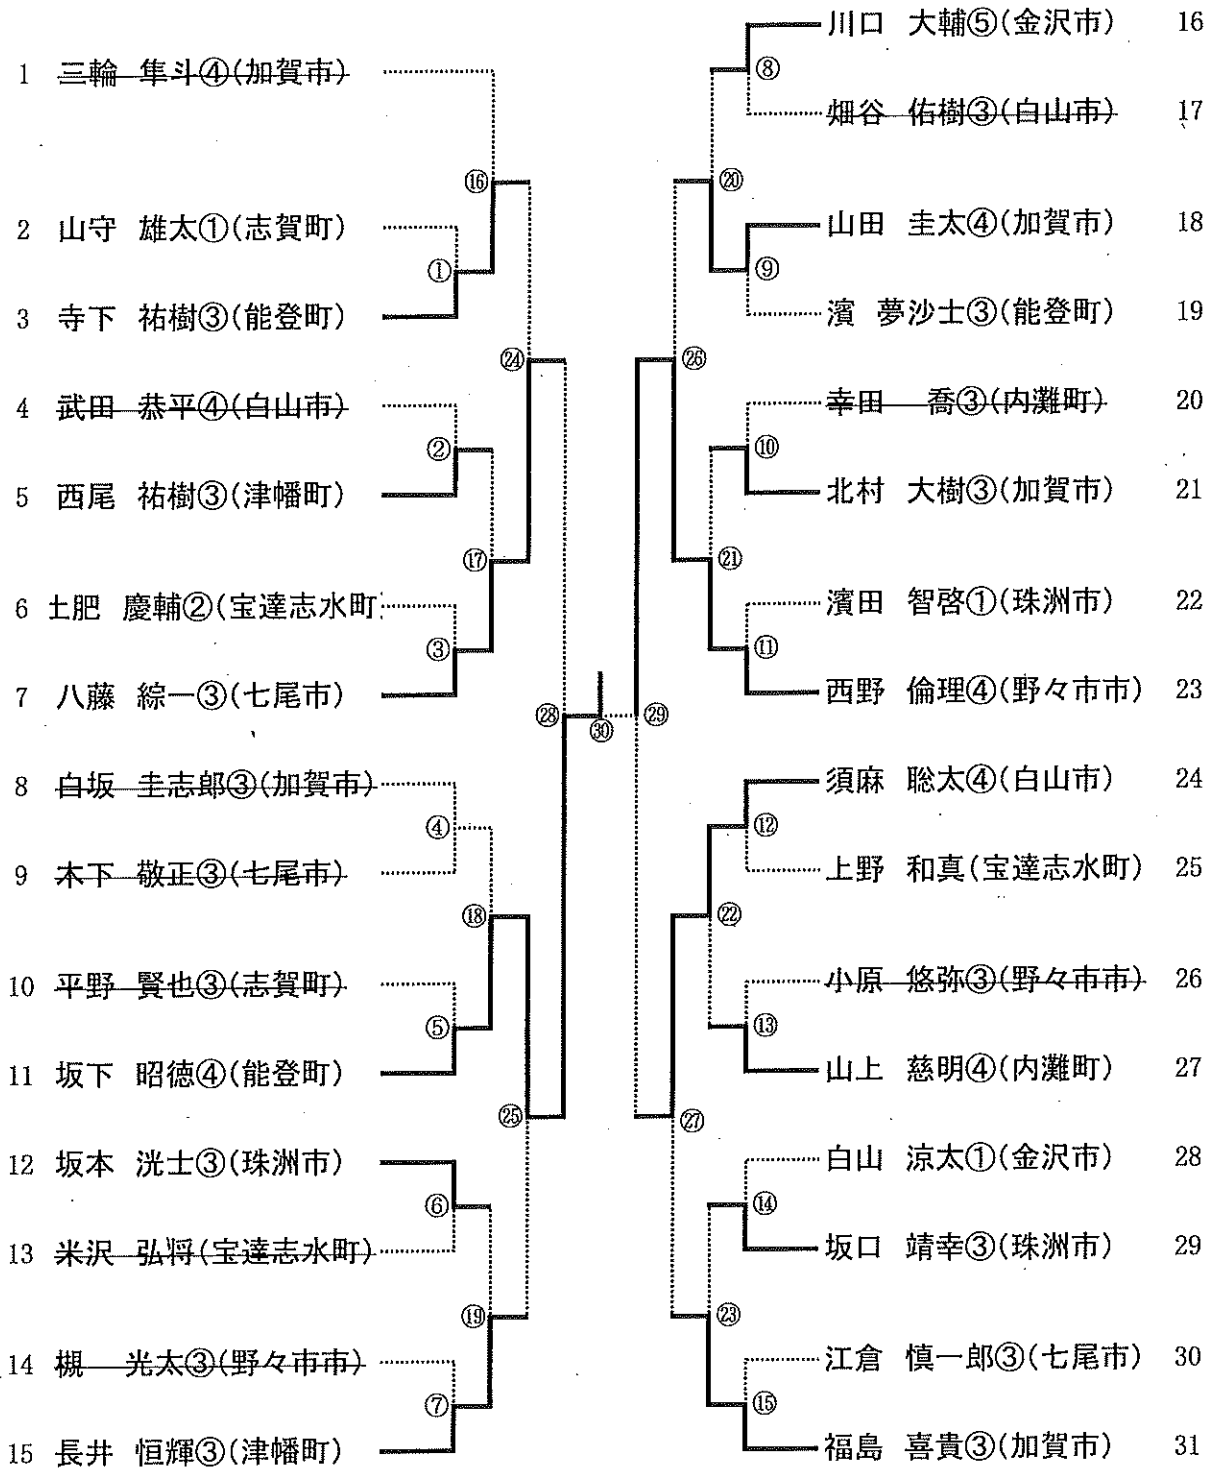 1 三輪 隼斗④(加賀市)
2 山守 雄太①(志賀町)
3 寺下 祐樹③(能登町)
4 武田 恭平④(白山市)
5 西尾 祐樹③(津幡町)
6 土肥 慶輔②(宝達志水町
7 八藤 綜一③(七尾市)
8 白坂 圭志郎③(加賀市)
9 木下 敬正③(七尾市)
10 平野 賢也③(志賀町)
11 坂下 昭徳④(能登町)
12 坂本 洸士③(珠洲市)
13 米沢 弘将(宝達志水町)
14 槻 光太③(野々市市)
15 長井 恒輝③(津幡町)
① ② ③ ④ ⑤ ⑥ ⑦
⑯ ⑰ ⑱ ⑲
㉔ ㉕
㉘ ㉚ ㉙
㉖ ㉗
⑳ ㉑ ㉒ ㉓
⑧ ⑨ ⑩ ⑪ ⑫ ⑬ ⑭ ⑮
川口 大輔⑤(金沢市) 16
畑谷 佑樹③(白山市) 17
山田 圭太④(加賀市) 18
濱 夢沙士③(能登町) 19
幸田 喬③(内灘町) 20
北村 大樹③(加賀市) 21
濱田 智啓①(珠洲市) 22
西野 倫理④(野々市市) 23
須麻 聡太④(白山市) 24
上野 和真(宝達志水町) 25
小原 悠弥③(野々市市) 26
山上 慈明④(内灘町) 27
白山 涼太①(金沢市) 28
坂口 靖幸③(珠洲市) 29
江倉 慎一郎③(七尾市) 30
福島 喜貴③(加賀市) 31